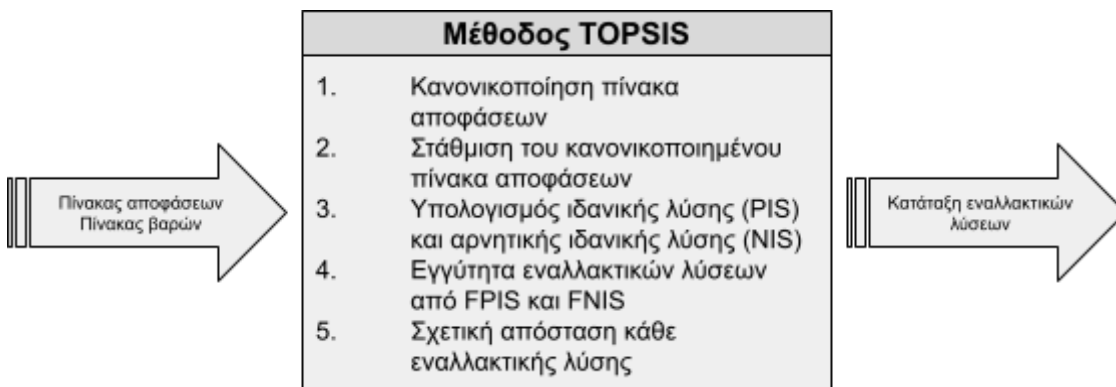 Μέθοδος TOPSIS
Πίνακας αποφάσεων
Πίνακας βαρών
1. Κανονικοποίηση πίνακα
αποφάσεων
2. Στάθμιση του κανονικοποιημένου
πίνακα αποφάσεων
3. Υπολογισμός ιδανικής λύσης (PIS)
και αρνητικής ιδανικής λύσης (NIS)
4. Εγγύτητα εναλλακτικών λύσεων
από FPIS και FNIS
5. Σχετική απόσταση κάθε
εναλλακτικής λύσης
Κατάταξη εναλλακτικών
λύσεων